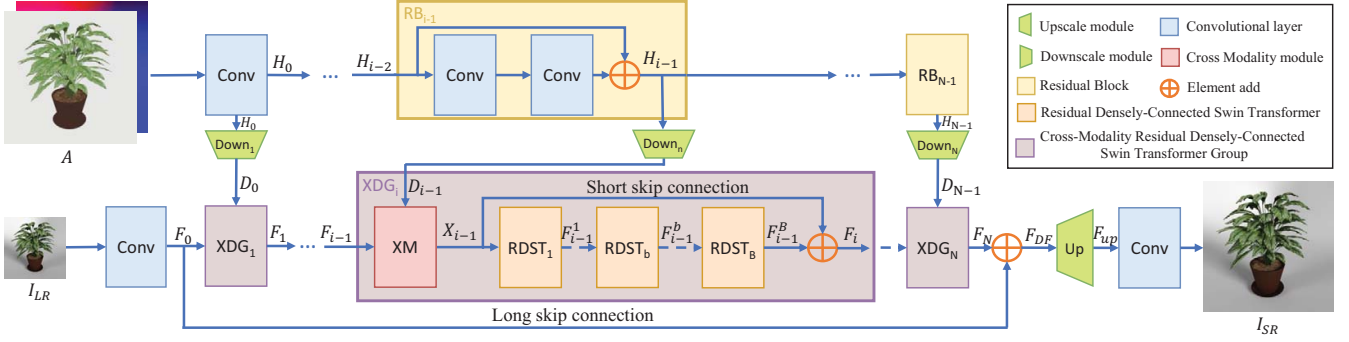 RB_{i-1}
Conv
H_0
...
H_{i-2}
Conv
Conv
H_{i-1}
...
RB_{N-1}
A
H_0
Down_1
D_0
Down_n
D_{i-1}
H_{N-1}
Down_N
D_{N-1}
XDG_i
Short skip connection
I_{LR}
Conv
F_0
XDG_1
F_1
...
F_{i-1}
XM
X_{i-1}
RDST_1
F_{i-1}^1
RDST_b
F_{i-1}^b
RDST_B
F_{i-1}^B
F_i
XDG_N
F_N
F_{DF}
Up
F_{up}
Conv
I_{SR}
Long skip connection
Upscale module
Convolutional layer
Downscale module
Cross Modality module
Residual Block
Element add
Residual Densely-Connected Swin Transformer
Cross-Modality Residual Densely-Connected
Swin Transformer Group